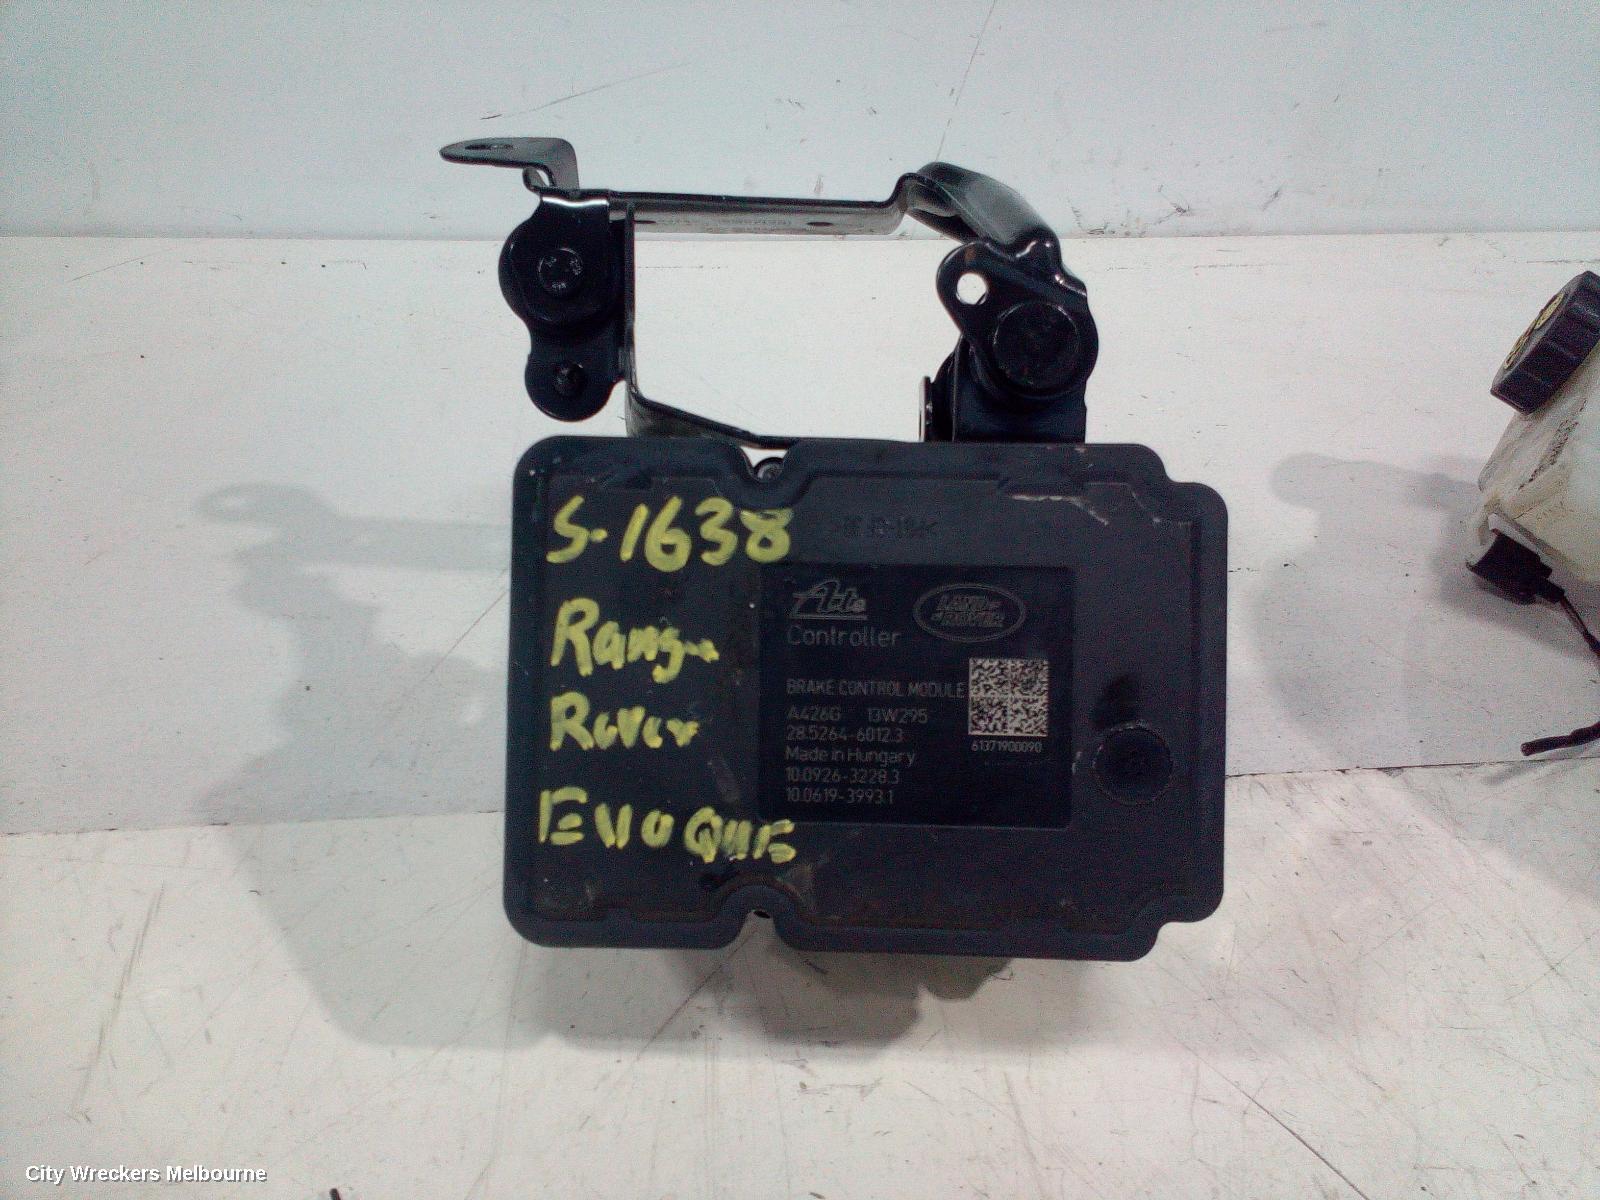 S-1638
Range
Rover
EVOQUE
Ate
LAND ROVER
Controller
BRAKE CONTROL MODULE
A426G 13W295
28.5264-6012.3
Made in Hungary
10.0926-3228.3
10.0619-3993.1
61371900090
City Wreckers Melbourne